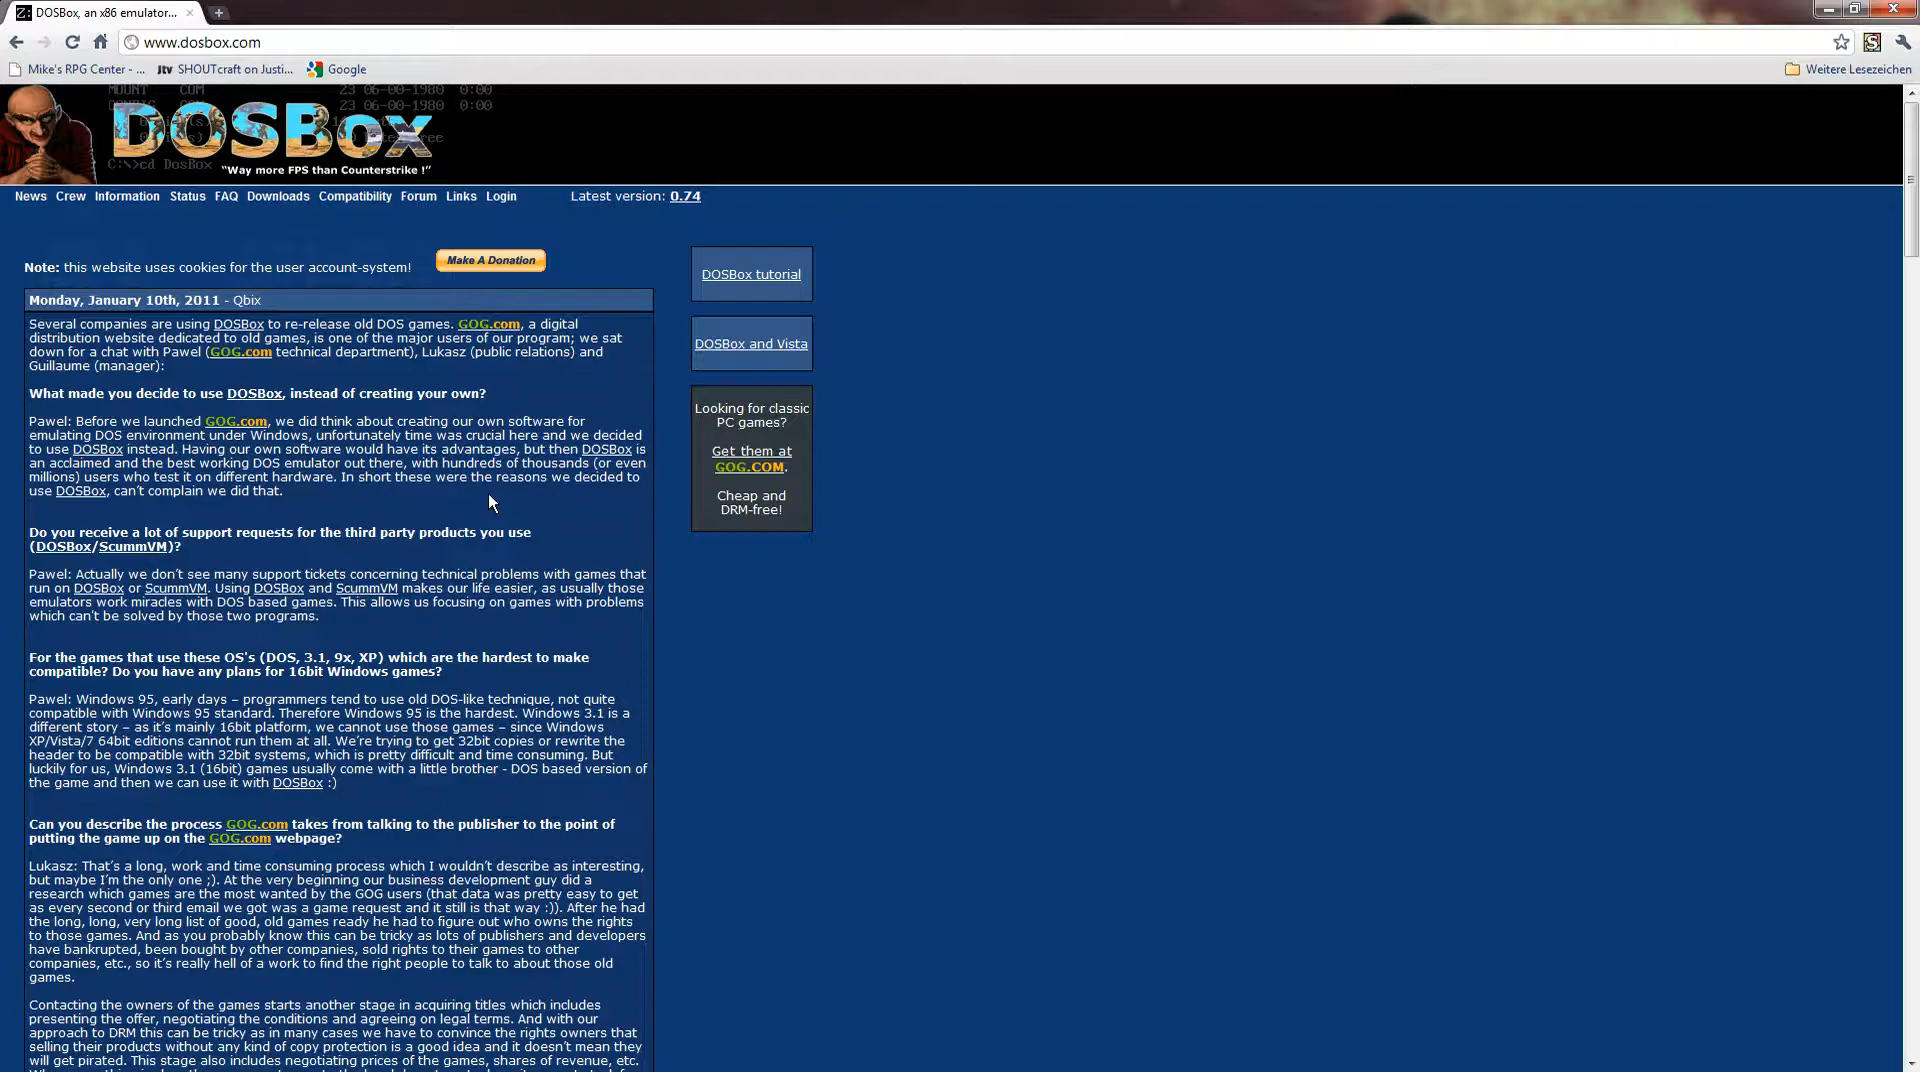 DOSBox, an x86 emulator...
www.dosbox.com
Mike's RPG Center - ...
SHOUTcraft on Justi...
Google
Weitere Lesezeichen
MOUNT COM 23 06-00-1980 0:00
23 06-00-1980 0:00
DOSBox
C:\>cd DosBox
"Way more FPS than Counterstrike !"
News Crew Information Status FAQ Downloads Compatibility Forum Links Login Latest version: 0.74
Note: this website uses cookies for the user account-system!
Make A Donation
Monday, January 10th, 2011 - Qbix
Several companies are using DOSBox to re-release old DOS games. GOG.com, a digital
distribution website dedicated to old games, is one of the major users of our program; we sat
down for a chat with Pawel (GOG.com technical department), Lukasz (public relations) and
Guillaume (manager):
What made you decide to use DOSBox, instead of creating your own?
Pawel: Before we launched GOG.com, we did think about creating our own software for
emulating DOS environment under Windows, unfortunately time was crucial here and we decided
to use DOSBox instead. Having our own software would have its advantages, but then DOSBox is
an acclaimed and the best working DOS emulator out there, with hundreds of thousands (or even
millions) users who test it on different hardware. In short these were the reasons we decided to
use DOSBox, can't complain we did that.
Do you receive a lot of support requests for the third party products you use
(DOSBox/ScummVM)?
Pawel: Actually we don't see many support tickets concerning technical problems with games that
run on DOSBox or ScummVM. Using DOSBox and ScummVM makes our life easier, as usually those
emulators work miracles with DOS based games. This allows us focusing on games with problems
which can't be solved by those two programs.
For the games that use these OS's (DOS, 3.1, 9x, XP) which are the hardest to make
compatible? Do you have any plans for 16bit Windows games?
Pawel: Windows 95, early days – programmers tend to use old DOS-like technique, not quite
compatible with Windows 95 standard. Therefore Windows 95 is the hardest. Windows 3.1 is a
different story – as it's mainly 16bit platform, we cannot use those games – since Windows
XP/Vista/7 64bit editions cannot run them at all. We're trying to get 32bit copies or rewrite the
header to be compatible with 32bit systems, which is pretty difficult and time consuming. But
luckily for us, Windows 3.1 (16bit) games usually come with a little brother - DOS based version of
the game and then we can use it with DOSBox :)
Can you describe the process GOG.com takes from talking to the publisher to the point of
putting the game up on the GOG.com webpage?
Lukasz: That's a long, work and time consuming process which I wouldn't describe as interesting,
but maybe I'm the only one ;). At the very beginning our business development guy did a
research which games are the most wanted by the GOG users (that data was pretty easy to get
as every second or third email we got was a game request and it still is that way :)). After he had
the long, long, very long list of good, old games ready he had to figure out who owns the rights
to those games. And as you probably know this can be tricky as lots of publishers and developers
have bankrupted, been bought by other companies, sold rights to their games to other
companies, etc., so it's really hell of a work to find the right people to talk to about those old
games.
Contacting the owners of the games starts another stage in acquiring titles which includes
presenting the offer, negotiating the conditions and agreeing on legal terms. And with our
approach to DRM this can be tricky as in many cases we have to convince the rights owners that
selling their products without any kind of copy protection is a good idea and it doesn't mean they
will get pirated. This stage also includes negotiating prices of the games, shares of revenue, etc.
DOSBox tutorial
DOSBox and Vista
Looking for classic
PC games?
Get them at
GOG.COM.
Cheap and
DRM-free!